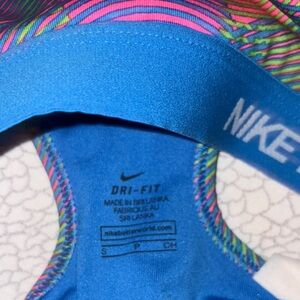 NIKE
DRI-FIT
MADE IN SRI LANKA
FABRIQUÉ AU
SRI LANKA
nikebetterworld.com
S P CH